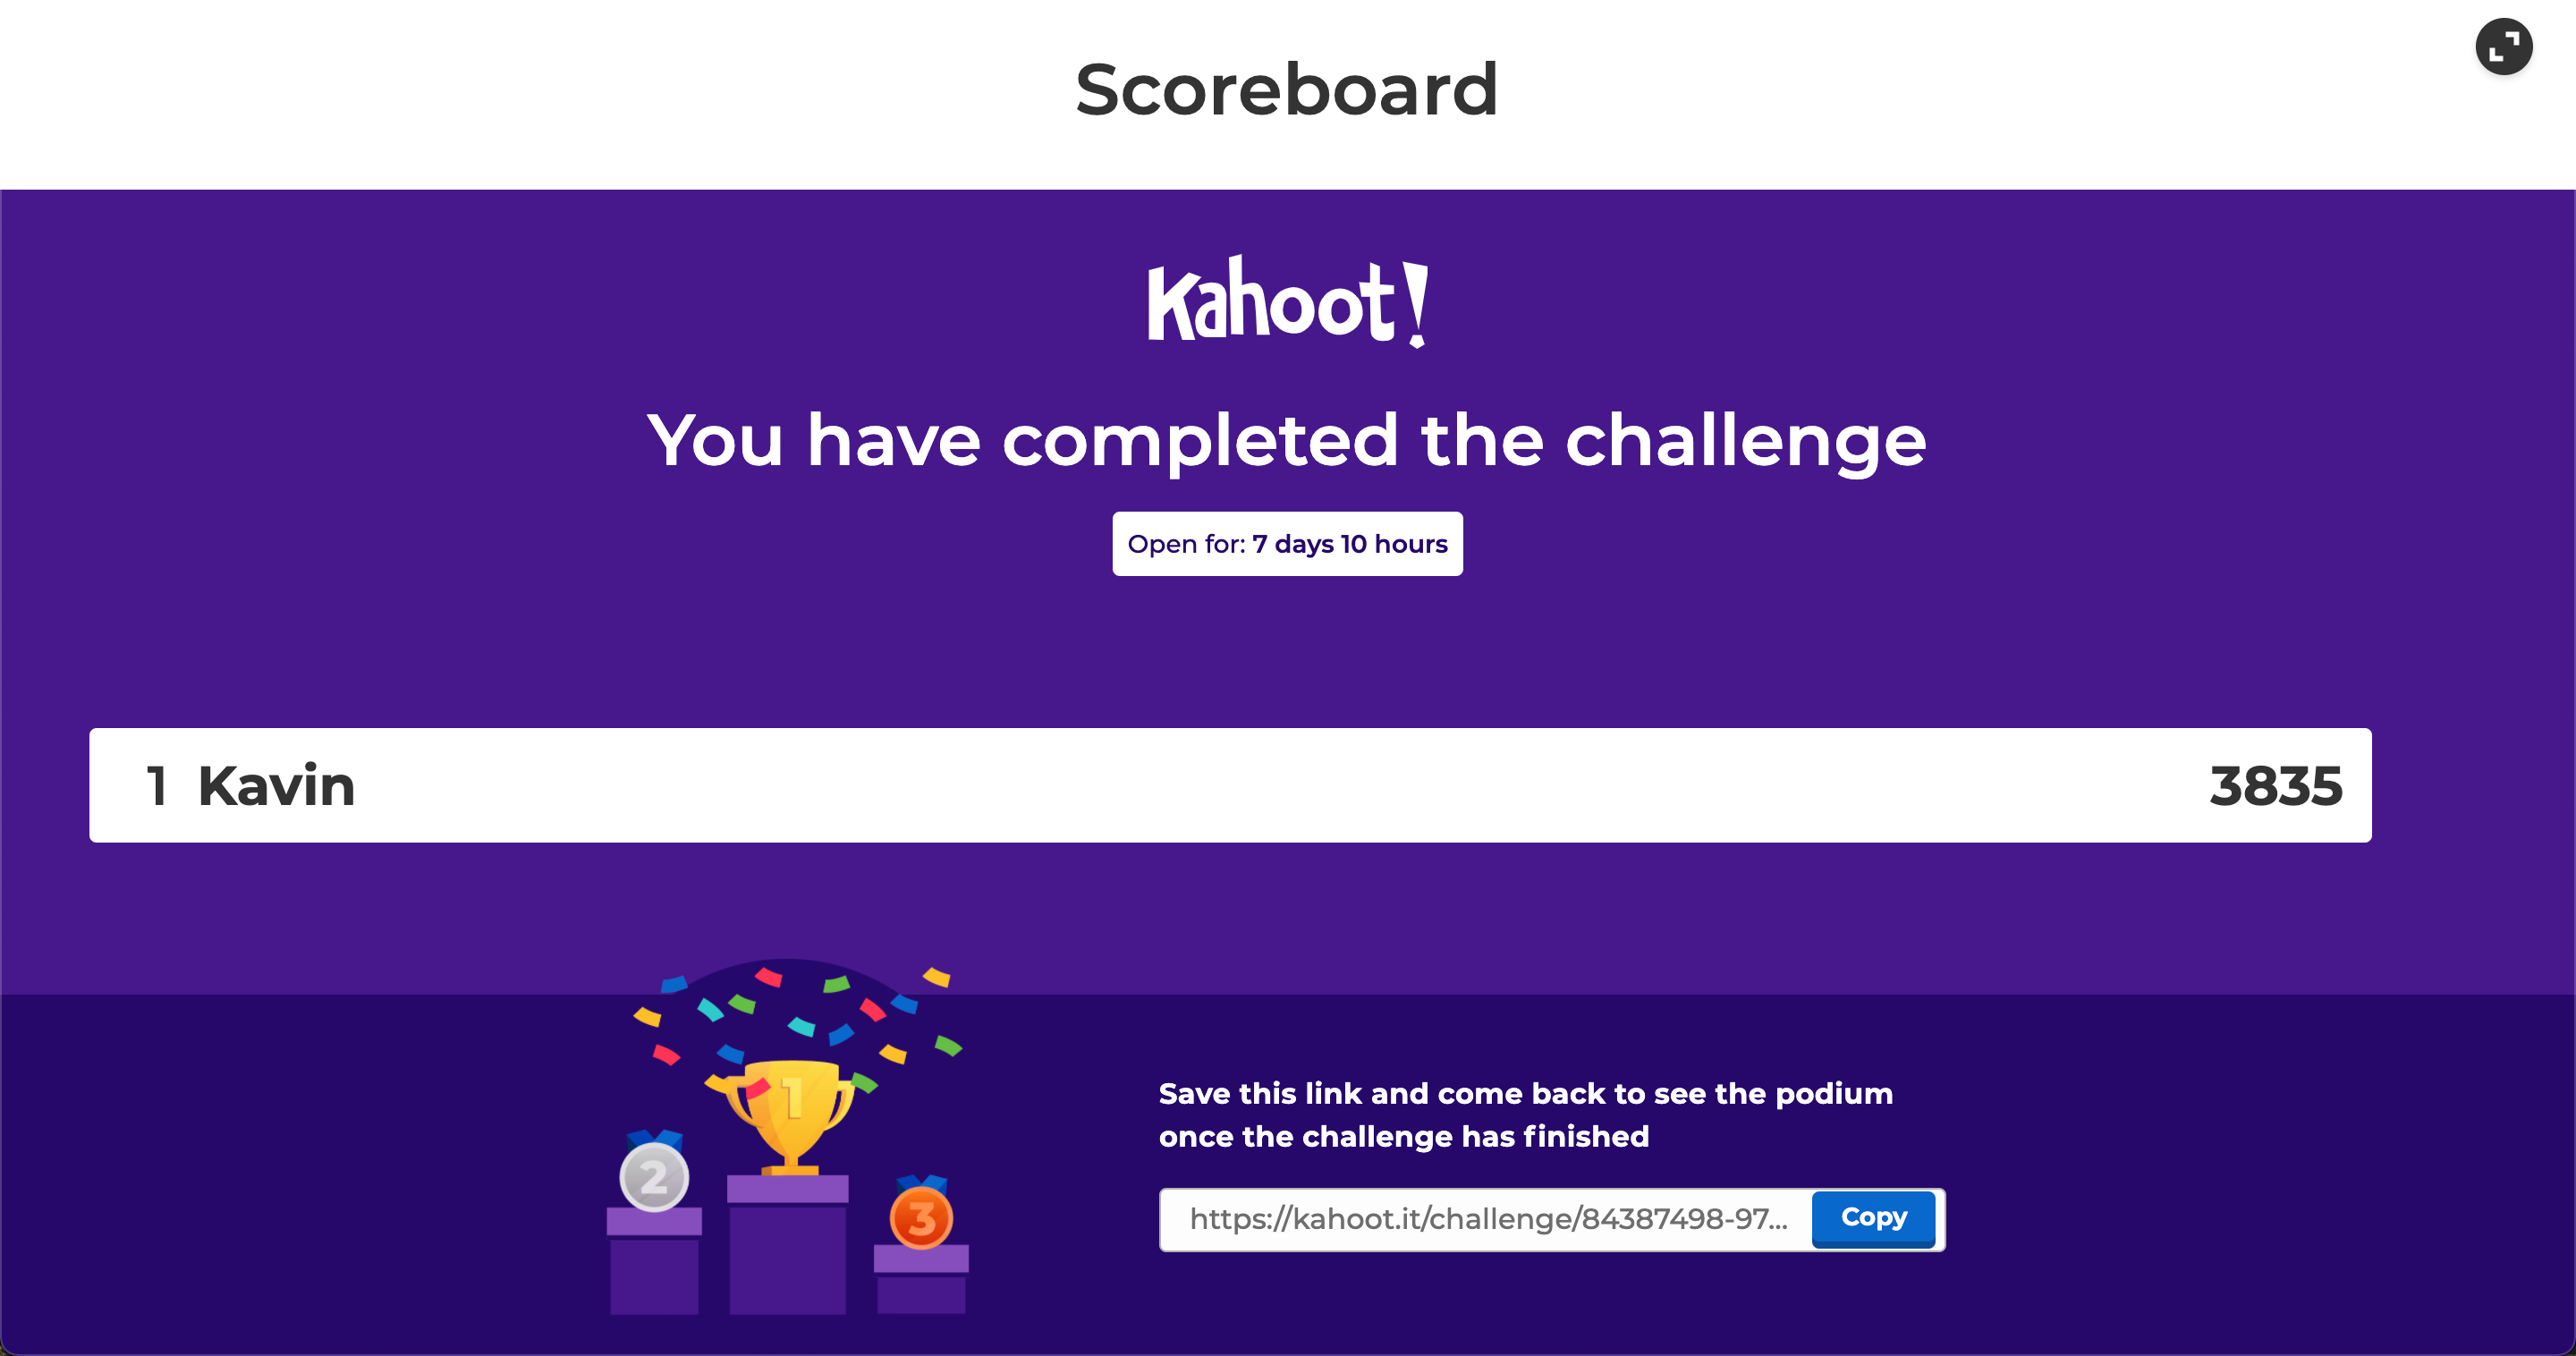 Scoreboard
Kahoot!
You have completed the challenge
Open for: 7 days 10 hours
1 Kavin 3835
1
2
3
Save this link and come back to see the podium
once the challenge has finished
https://kahoot.it/challenge/84387498-97... Copy